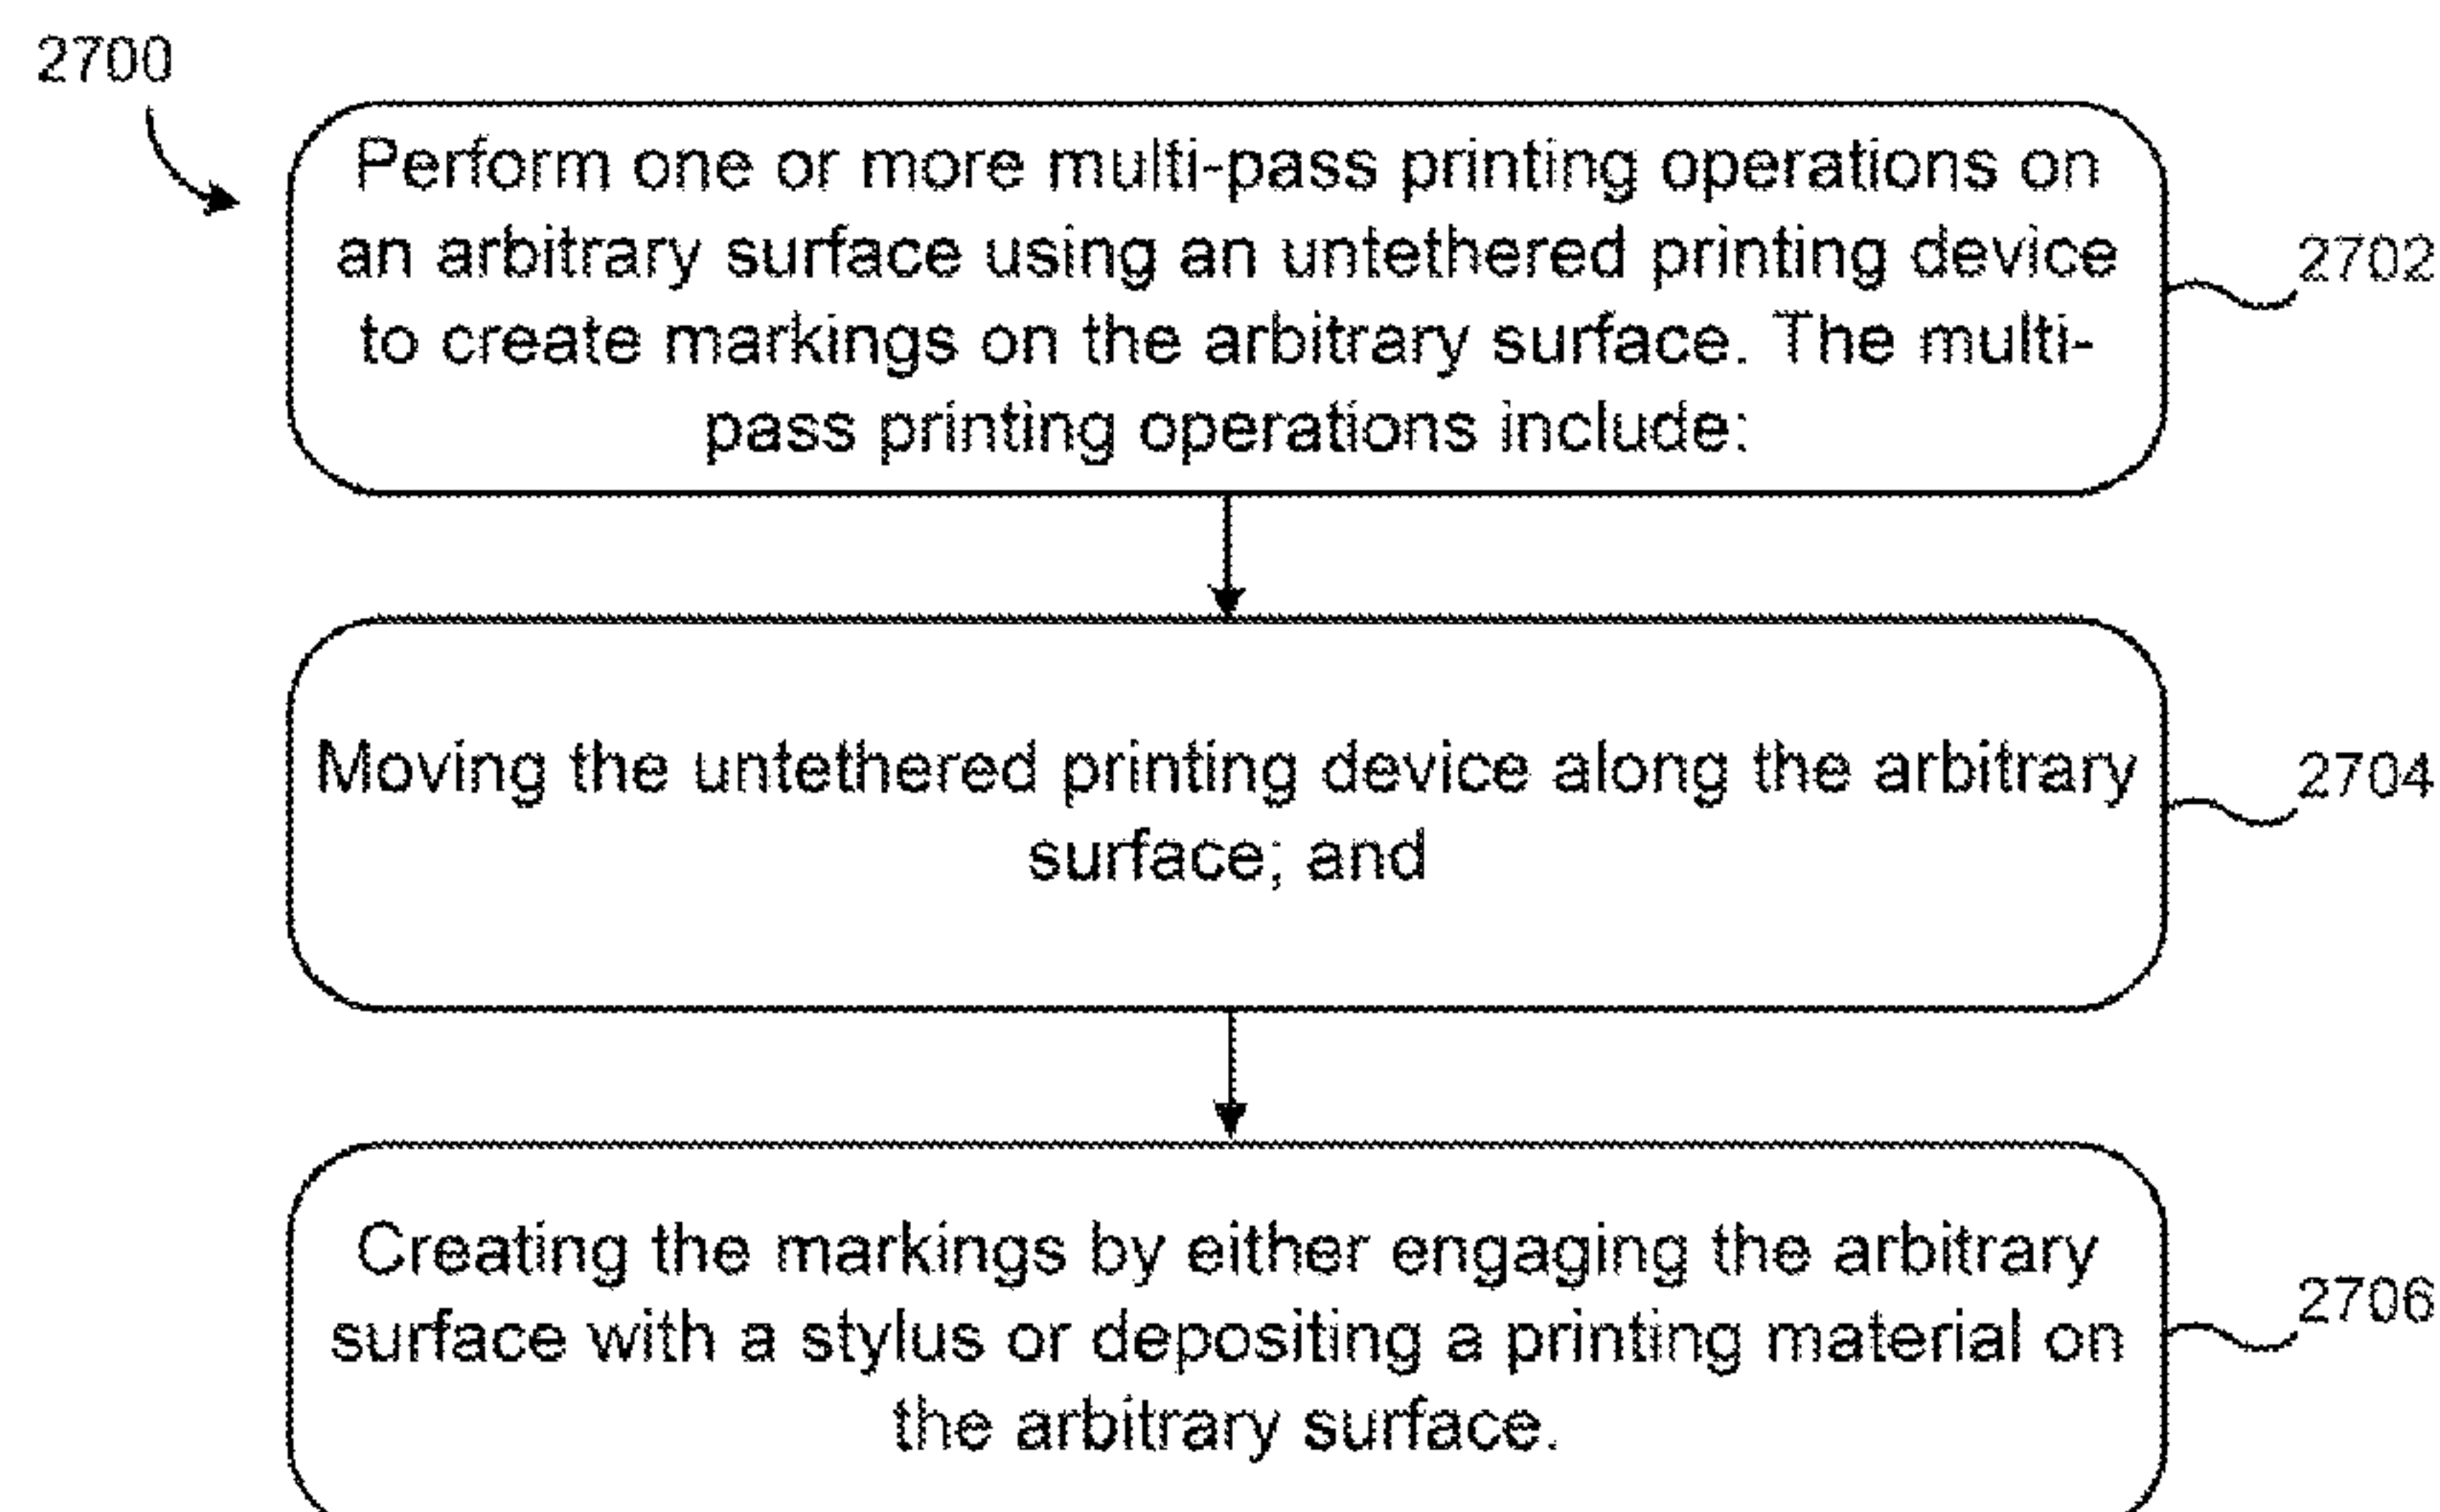 2700
Perform one or more multi-pass printing operations on
an arbitrary surface using an untethered printing device
to create markings on the arbitrary surface. The multi-
pass printing operations include:
2702
Moving the untethered printing device along the arbitrary
surface; and
2704
Creating the markings by either engaging the arbitrary
surface with a stylus or depositing a printing material on
the arbitrary surface.
2706